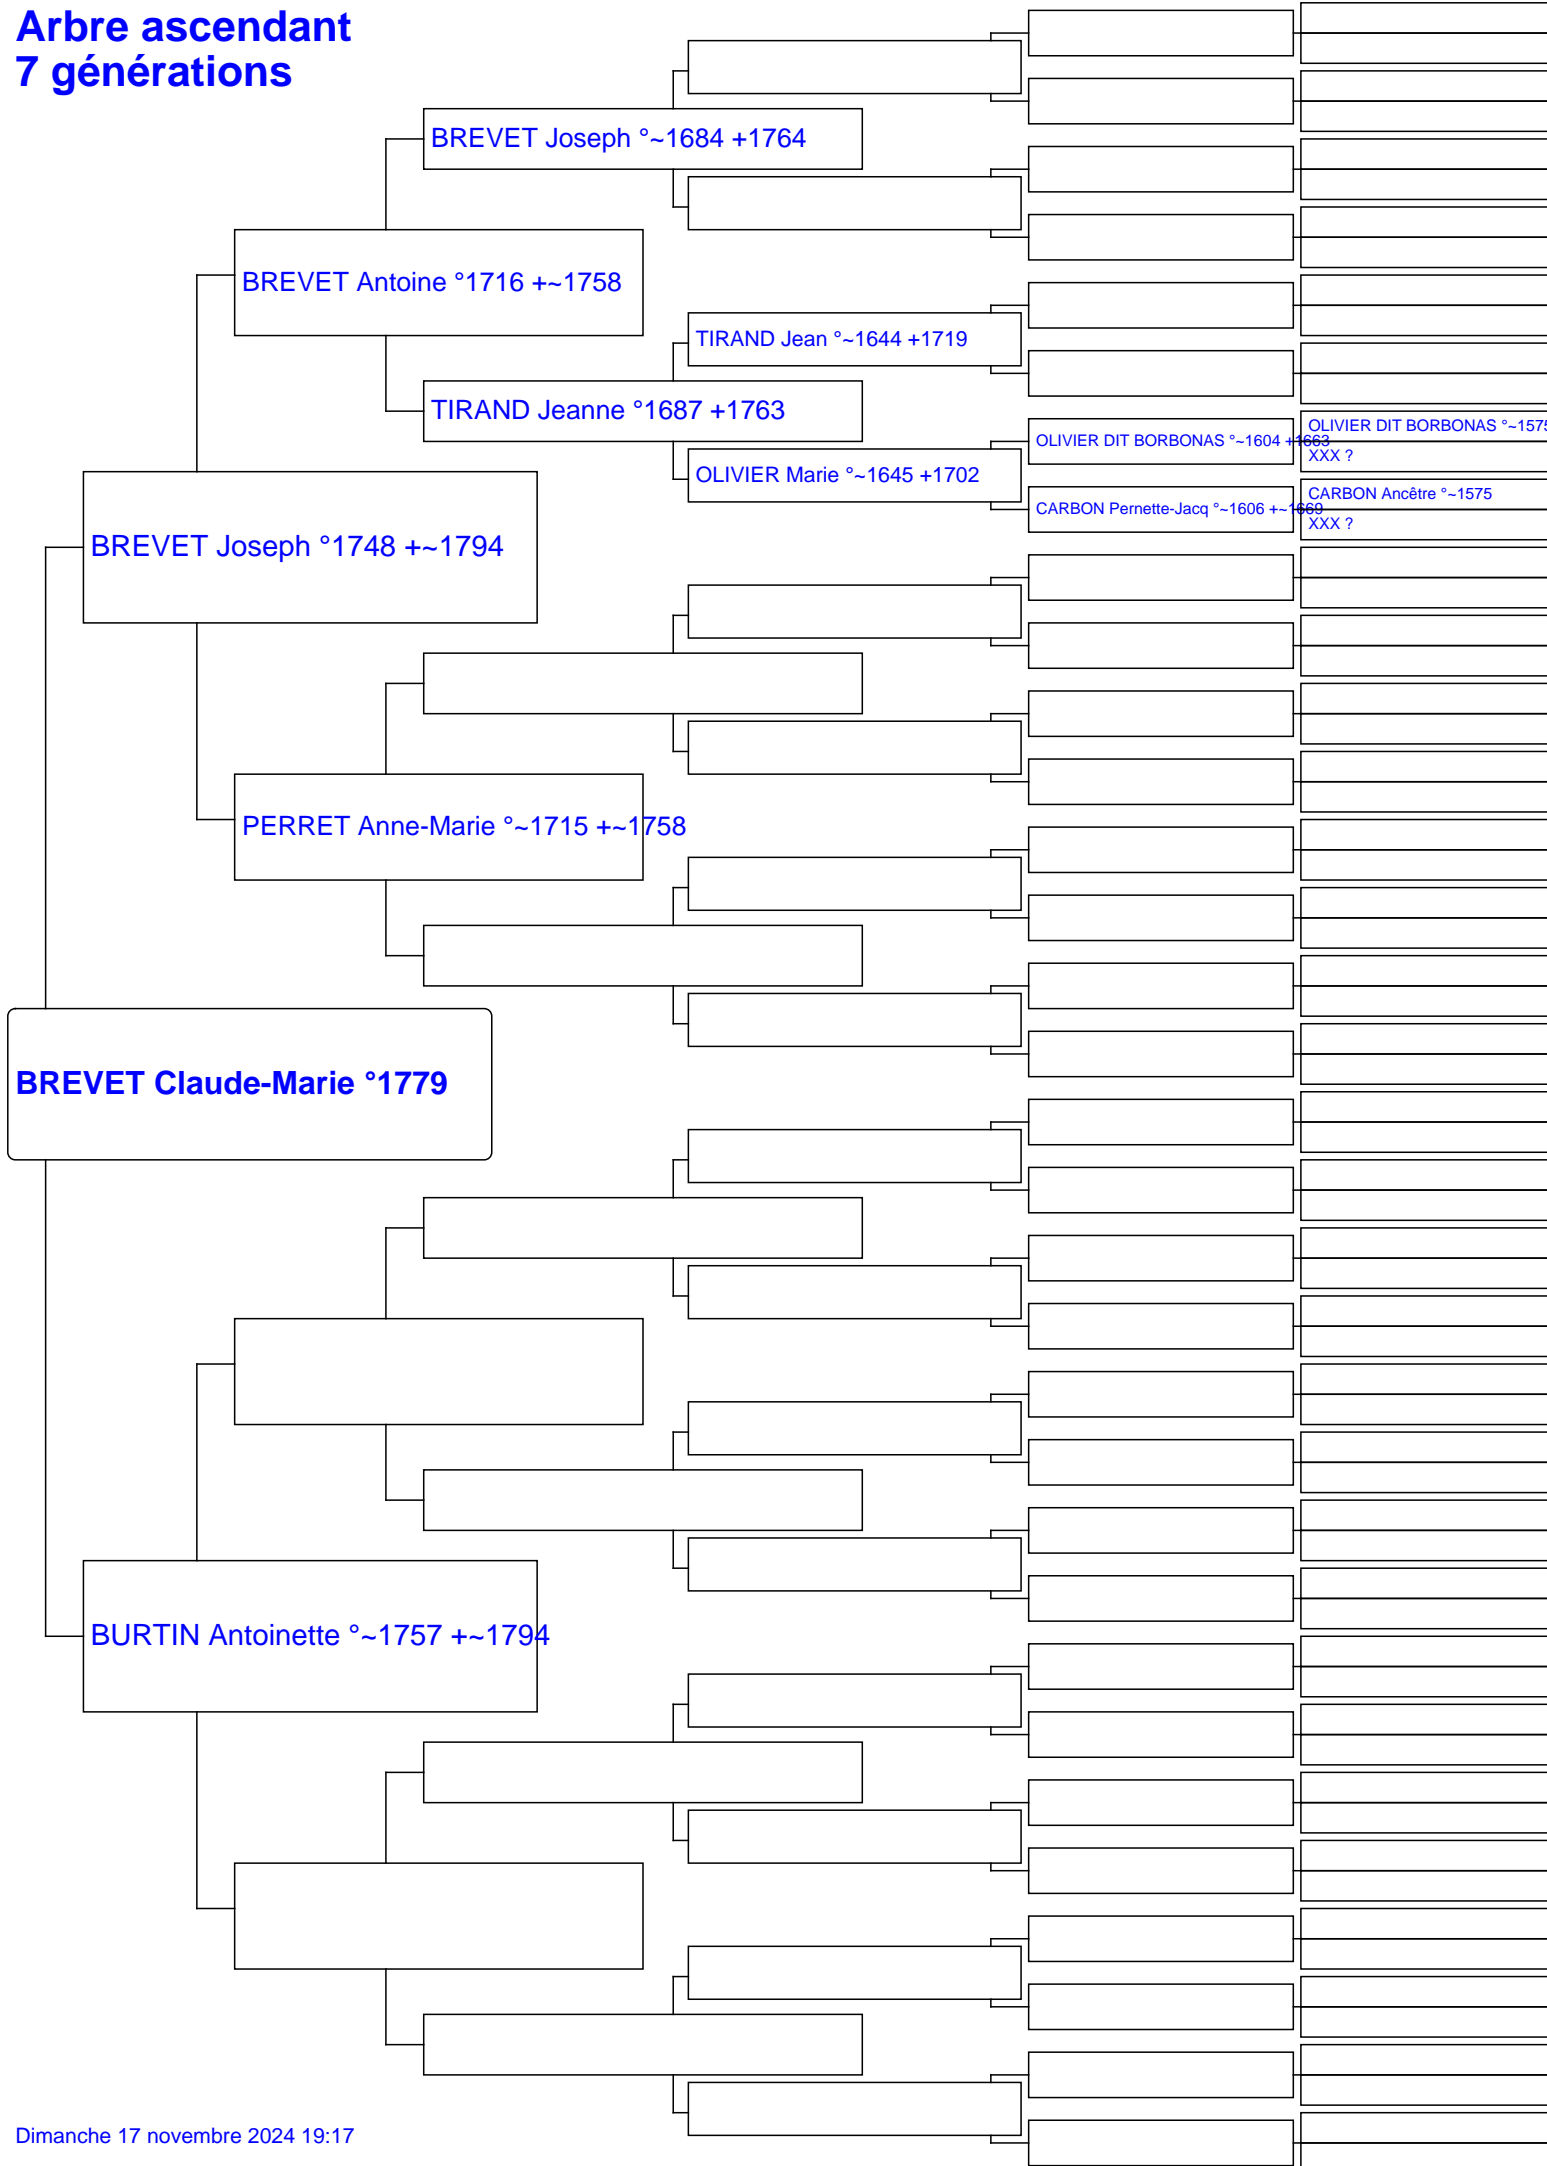 Arbre ascendant
7 générations
BREVET Joseph °~1684 +1764
BREVET Antoine °1716 +~1758
TIRAND Jean °~1644 +1719
TIRAND Jeanne °1687 +1763
OLIVIER DIT BORBONAS °~1604 +1663
OLIVIER DIT BORBONAS °~1575
XXX ?
OLIVIER Marie °~1645 +1702
CARBON Pernette-Jacq °~1606 +~1669
CARBON Ancêtre °~1575
XXX ?
BREVET Joseph °1748 +~1794
PERRET Anne-Marie °~1715 +~1758
BREVET Claude-Marie °1779
BURTIN Antoinette °~1757 +~1794
Dimanche 17 novembre 2024 19:17